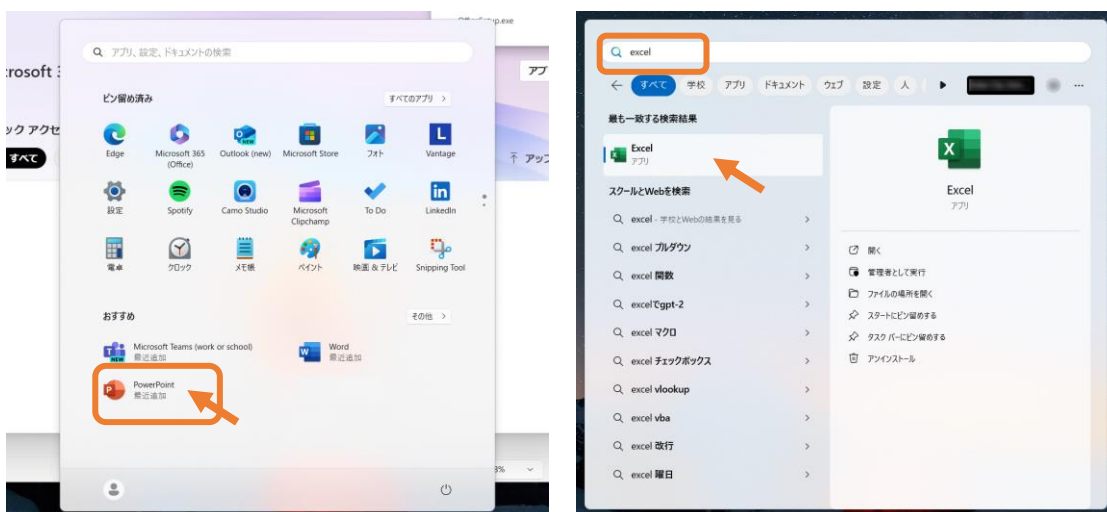 rosoft
アプ
ック アクセ
すべて
アップ
8%
アプリ、設定、ドキュメントの検索
ピン留め済み
すべてのアプリ >
Edge
Microsoft 365
(Office)
Outlook (new)
Microsoft Store
フォト
Vantage
設定
Spotify
Camo Studio
Microsoft
Clipchamp
To Do
LinkedIn
電卓
クロック
メモ帳
ペイント
映画 & テレビ
Snipping Tool
おすすめ
その他 >
Microsoft Teams (work or school)
最近追加
Word
最近追加
PowerPoint
最近追加
excel
すべて
学校
アプリ
ドキュメント
ウェブ
設定
人
最も一致する検索結果
Excel
アプリ
スクールとWebを検索
excel - 学校とWebの結果を見る
excel プルダウン
excel 関数
excelでgpt-2
excel マクロ
excel チェックボックス
excel vlookup
excel vba
excel 改行
excel 曜日
Excel
アプリ
開く
管理者として実行
ファイルの場所を開く
スタートにピン留めする
タスク バーにピン留めする
アンインストール